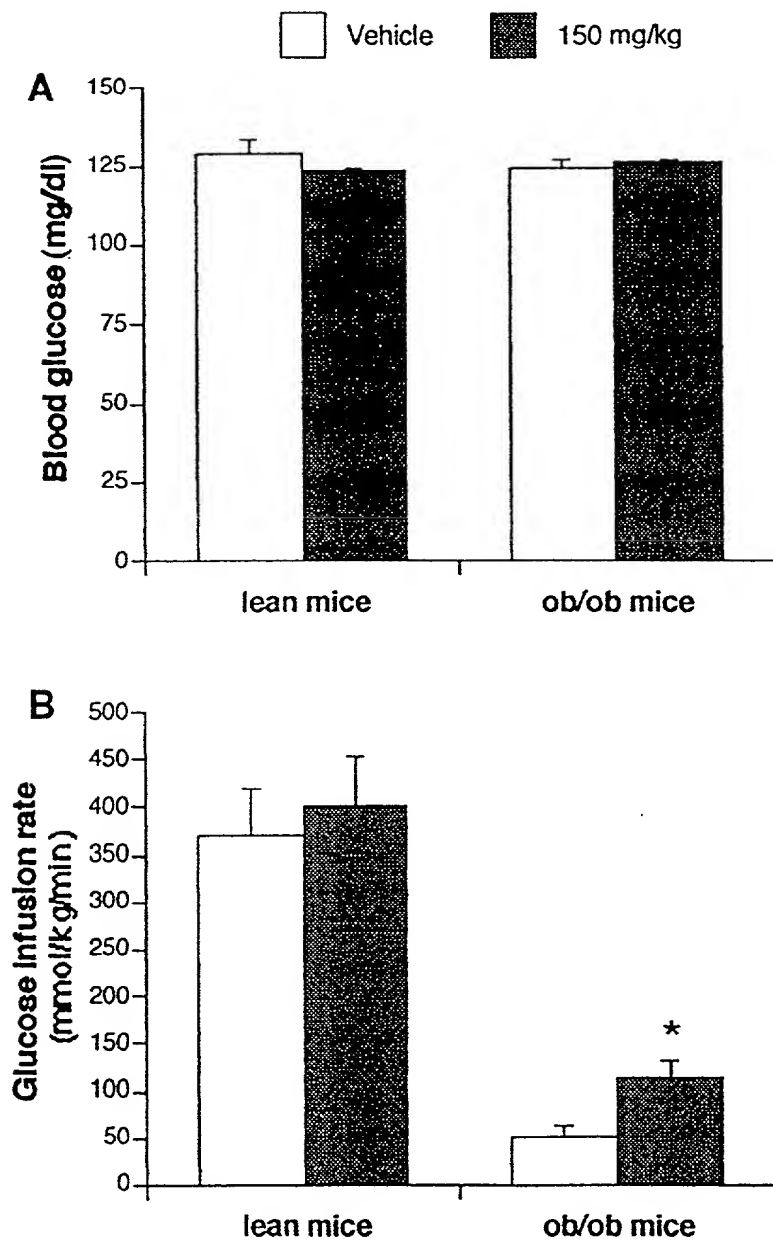 Vehicle 150 mg/kg
A
Blood glucose (mg/dl)
150
125
100
75
50
25
0
lean mice ob/ob mice
B
Glucose Infusion rate
(mmol/kg/min)
500
450
400
350
300
250
200
150
100
50
0
*
lean mice ob/ob mice